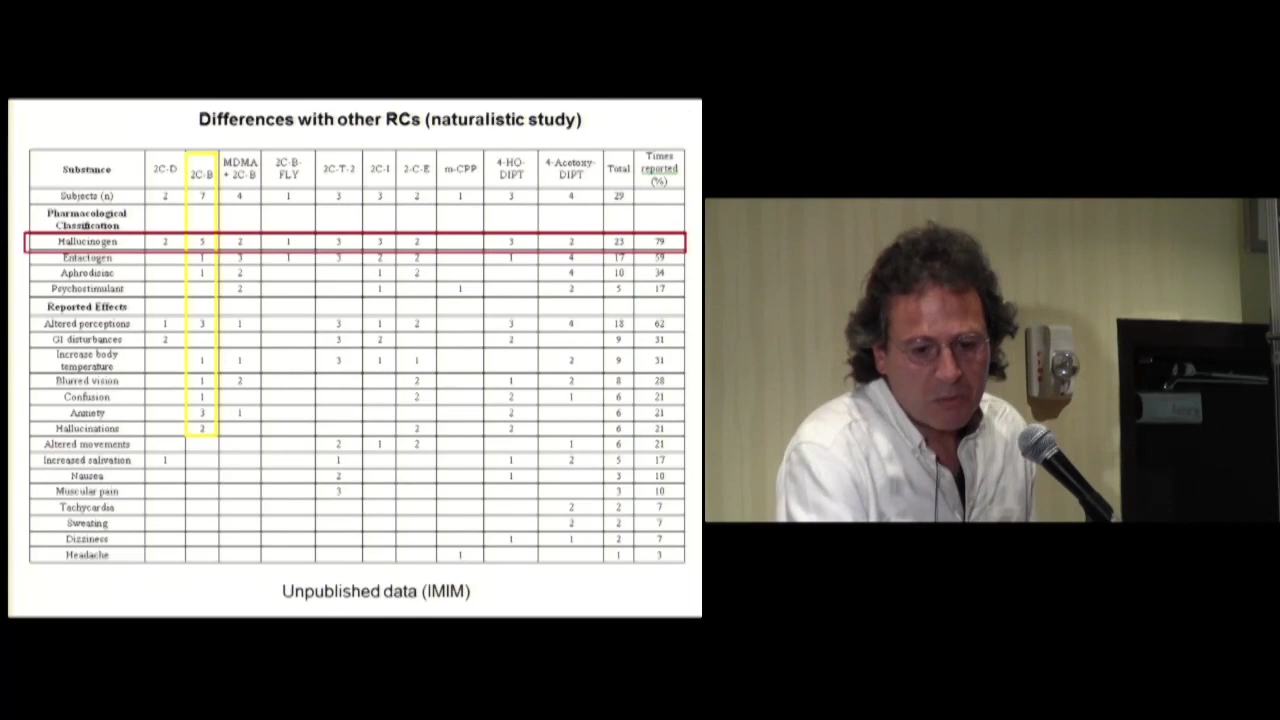 Differences with other RCs (naturalistic study)
Substance 2C-D 2C-B MDMA + 2C-B 2C-B-FLY 2C-T-2 2C-I 2-C-E m-CPP 4-HO-DIPT 4-Acetoxy-DIPT Total Times reported (%)
Subjects (n) 2 7 4 1 3 3 2 1 3 4 29
Pharmacological Classification
Hallucinogen 2 5 2 1 3 3 2 3 2 23 79
Entactogen 1 3 1 3 2 2 1 4 17 59
Aphrodisiac 1 2 1 2 4 10 34
Psychostimulant 2 1 1 2 5 17
Reported Effects
Altered perceptions 1 3 1 3 1 2 3 4 18 62
GI disturbances 2 3 2 2 9 31
Increase body temperature 1 1 3 1 1 2 9 31
Blurred vision 1 2 2 1 2 8 28
Confusion 1 2 2 1 6 21
Anxiety 3 1 2 6 21
Hallucinations 2 2 2 6 21
Altered movements 2 1 2 1 6 21
Increased salivation 1 1 1 2 5 17
Nausea 2 1 3 10
Muscular pain 3 3 10
Tachycardia 2 2 7
Sweating 2 2 7
Dizziness 1 1 2 7
Headache 1 1 3
Unpublished data (IMIM)